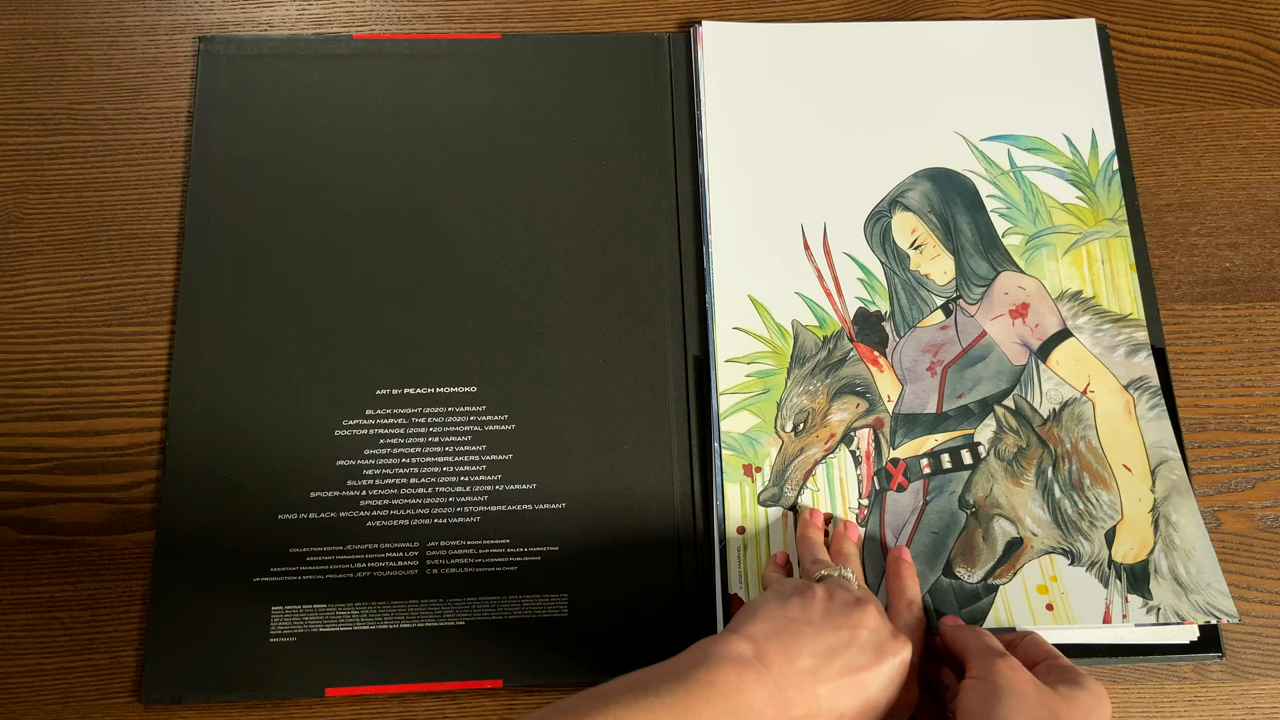 ART BY PEACH MOMOKO
BLACK KNIGHT (2020) #1 VARIANT
CAPTAIN MARVEL: THE END (2020) #1 VARIANT
DOCTOR STRANGE (2018) #20 IMMORTAL VARIANT
X-MEN (2019) #18 VARIANT
GHOST-SPIDER (2019) #2 VARIANT
IRON MAN (2020) #4 STORMBREAKERS VARIANT
NEW MUTANTS (2019) #13 VARIANT
SILVER SURFER: BLACK (2019) #4 VARIANT
SPIDER-MAN & VENOM: DOUBLE TROUBLE (2019) #2 VARIANT
SPIDER-WOMAN (2020) #1 VARIANT
KING IN BLACK: WICCAN AND HULKLING (2020) #1 STORMBREAKERS VARIANT
AVENGERS (2018) #44 VARIANT
COLLECTION EDITOR JENNIFER GRÜNWALD
ASSISTANT MANAGING EDITOR MAIA LOY
ASSISTANT MANAGING EDITOR LISA MONTALBANO
VP PRODUCTION & SPECIAL PROJECTS JEFF YOUNGQUIST
JAY BOWEN BOOK DESIGNER
DAVID GABRIEL SVP PRINT, SALES & MARKETING
SVEN LARSEN VP LICENSED PUBLISHING
C.B. CEBULSKI EDITOR IN CHIEF
© 2021 MARVEL